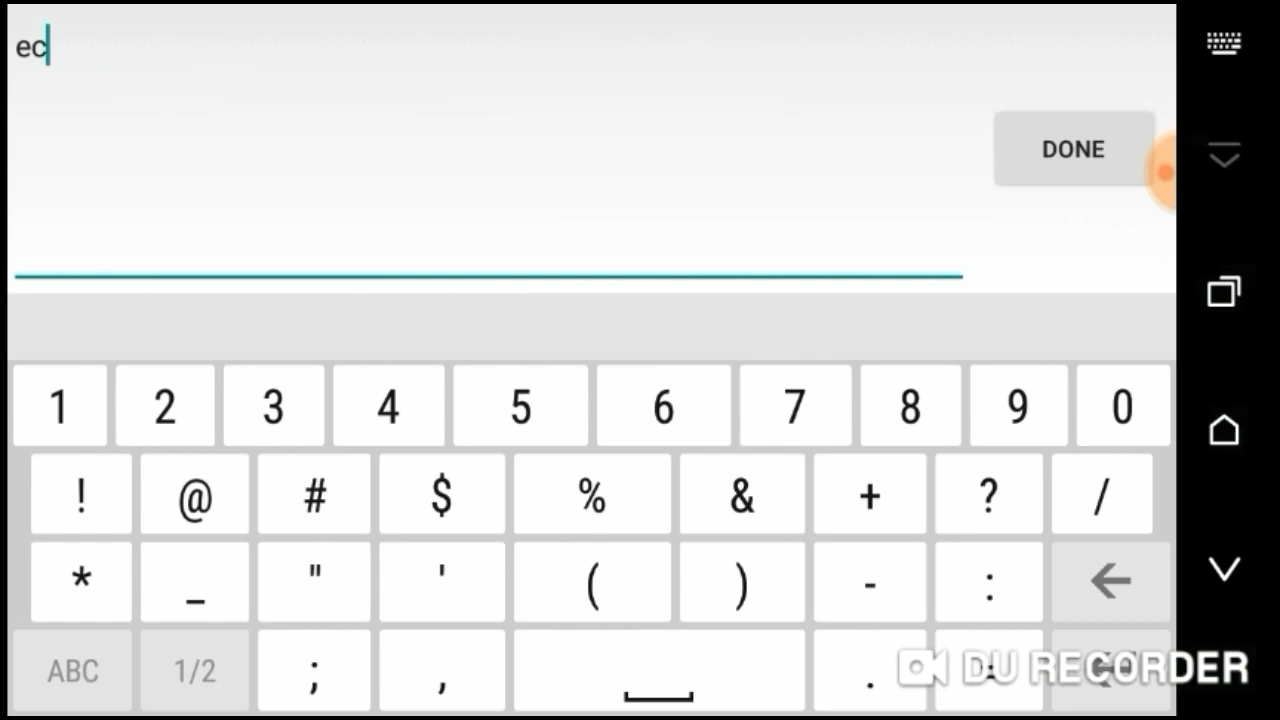 ec
DONE
1 2 3 4 5 6 7 8 9 0
! @ # $ % & + ? /
* _ " ' ( ) - :
ABC 1/2 ; , .
DU RECORDER